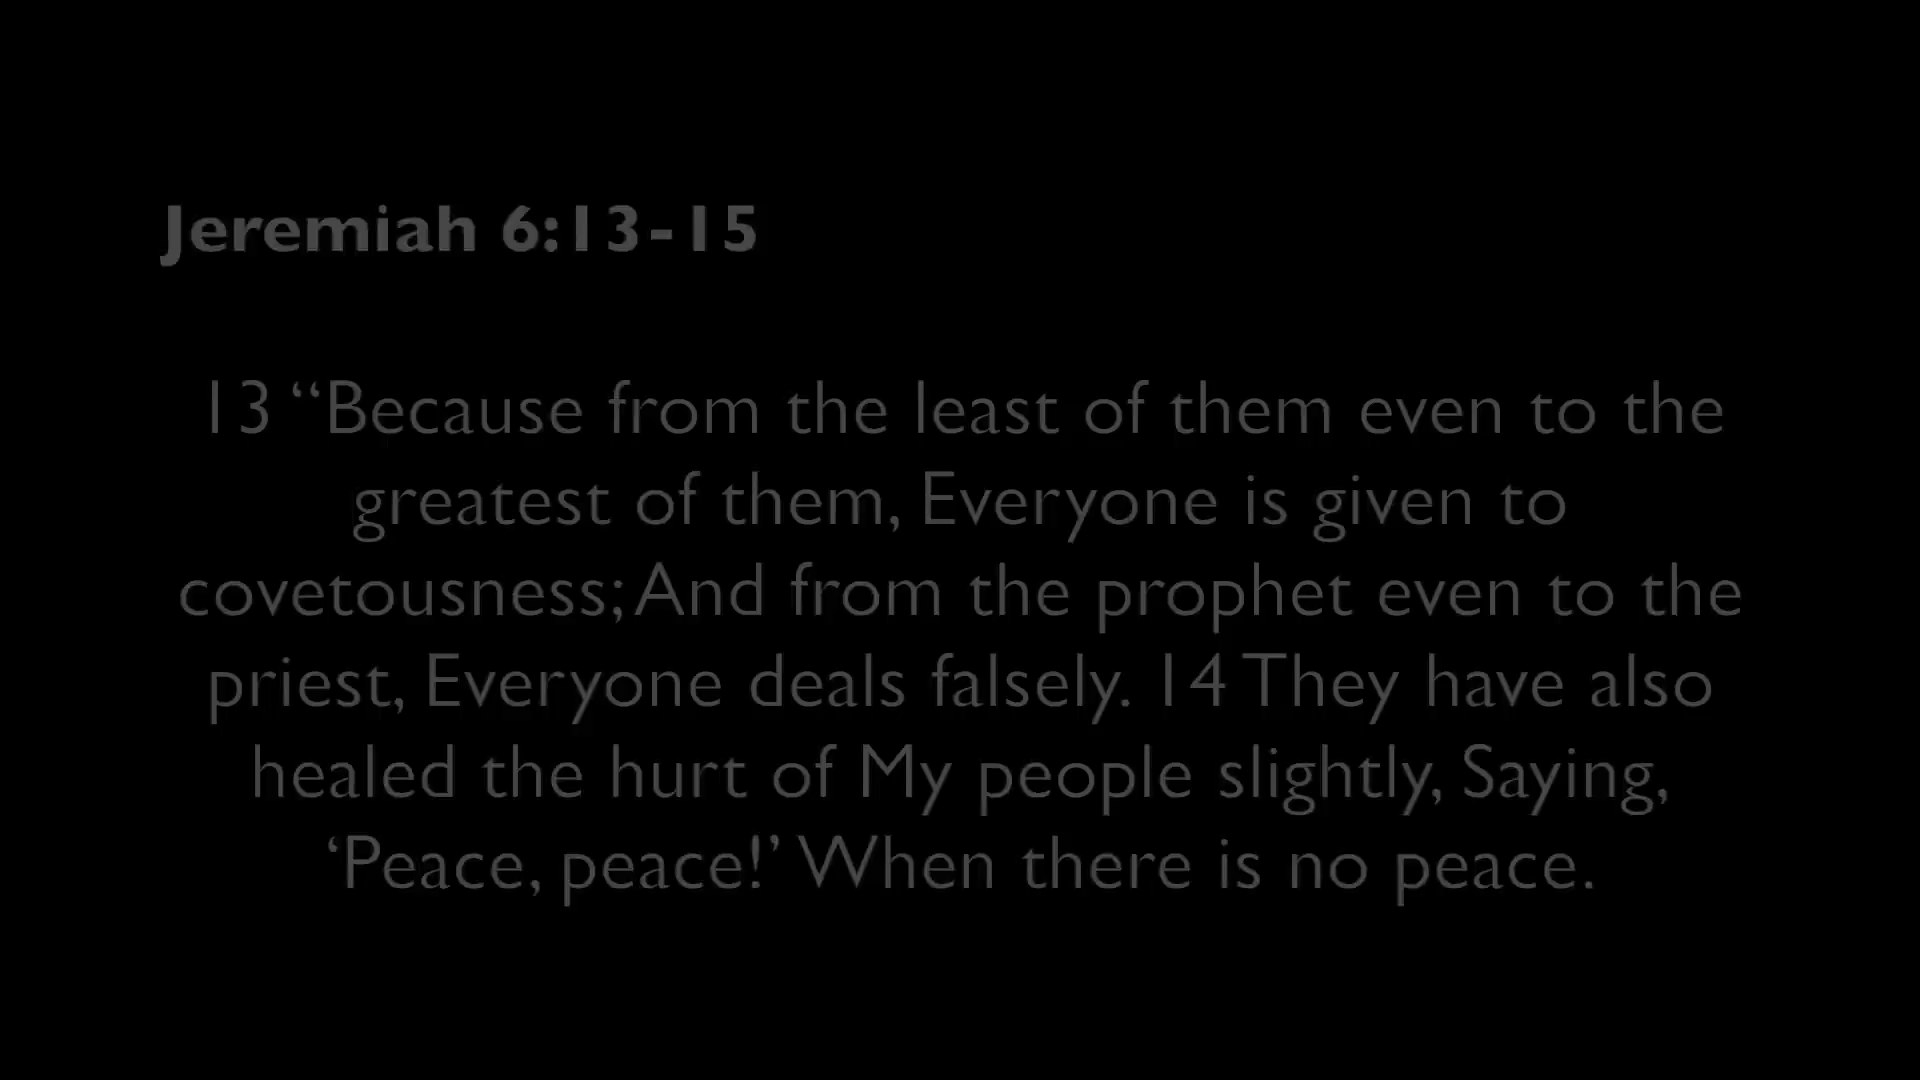 Jeremiah 6:13-15
13 “Because from the least of them even to the
greatest of them, Everyone is given to
covetousness; And from the prophet even to the
priest, Everyone deals falsely. 14 They have also
healed the hurt of My people slightly, Saying,
‘Peace, peace!’ When there is no peace.